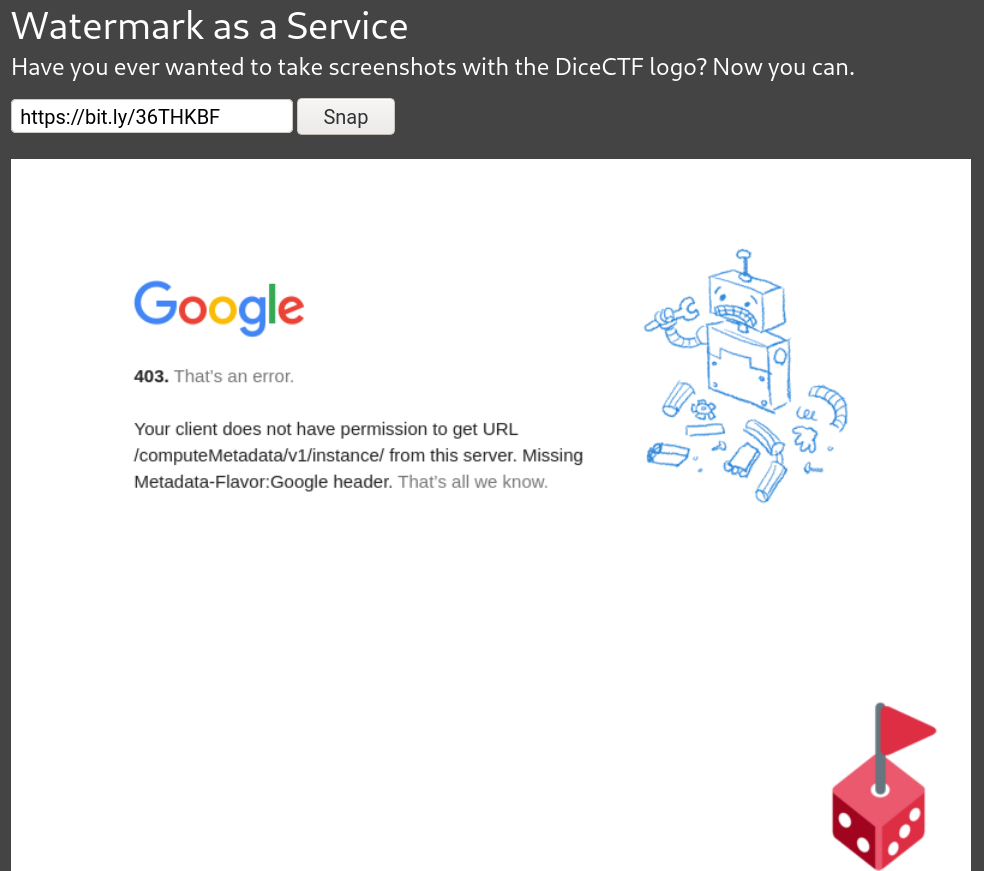 Watermark as a Service
Have you ever wanted to take screenshots with the DiceCTF logo? Now you can.
https://bit.ly/36THKBF Snap
Google
403. That's an error.
Your client does not have permission to get URL
/computeMetadata/v1/instance/ from this server. Missing
Metadata-Flavor:Google header. That's all we know.